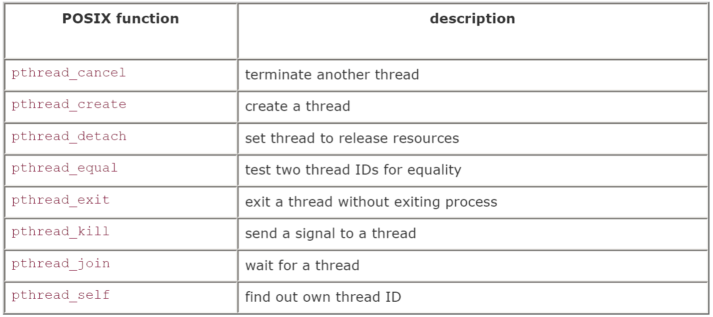 POSIX function description
pthread_cancel terminate another thread
pthread_create create a thread
pthread_detach set thread to release resources
pthread_equal test two thread IDs for equality
pthread_exit exit a thread without exiting process
pthread_kill send a signal to a thread
pthread_join wait for a thread
pthread_self find out own thread ID